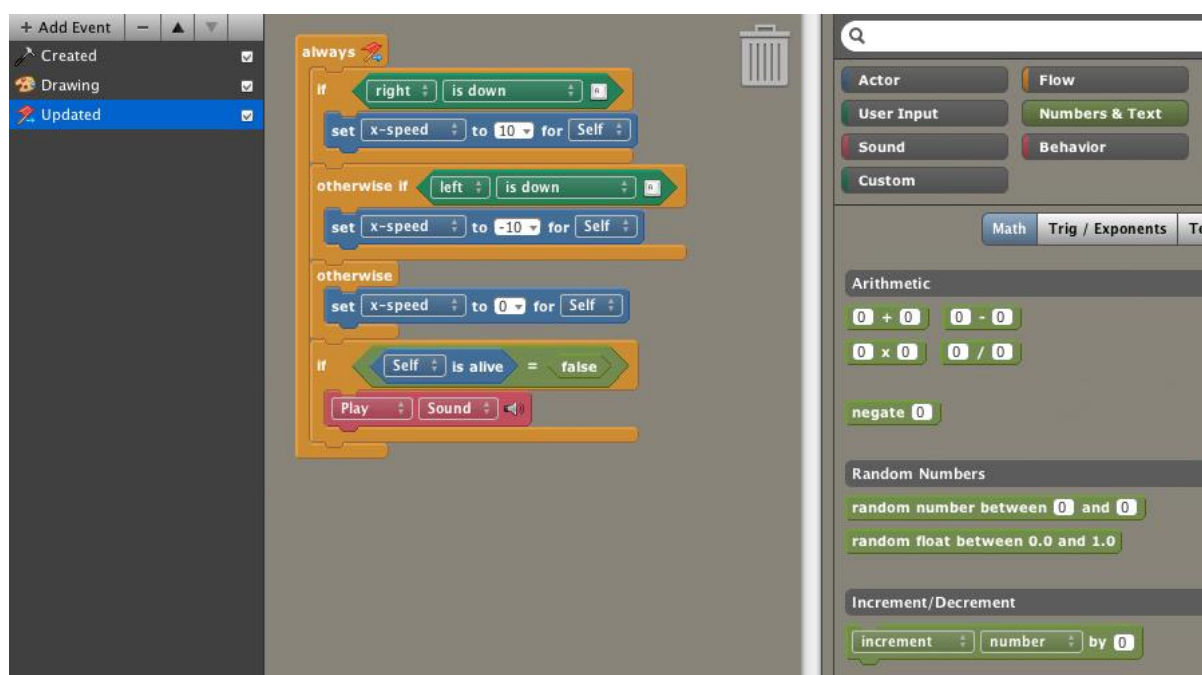 + Add Event
Created
Drawing
Updated
always
if right is down
set x-speed to 10 for Self
otherwise if left is down
set x-speed to -10 for Self
otherwise
set x-speed to 0 for Self
if Self is alive = false
Play Sound
Actor Flow
User Input Numbers & Text
Sound Behavior
Custom
Math Trig / Exponents
Arithmetic
0 + 0 0 - 0
0 x 0 0 / 0
negate 0
Random Numbers
random number between 0 and 0
random float between 0.0 and 1.0
Increment/Decrement
increment number by 0